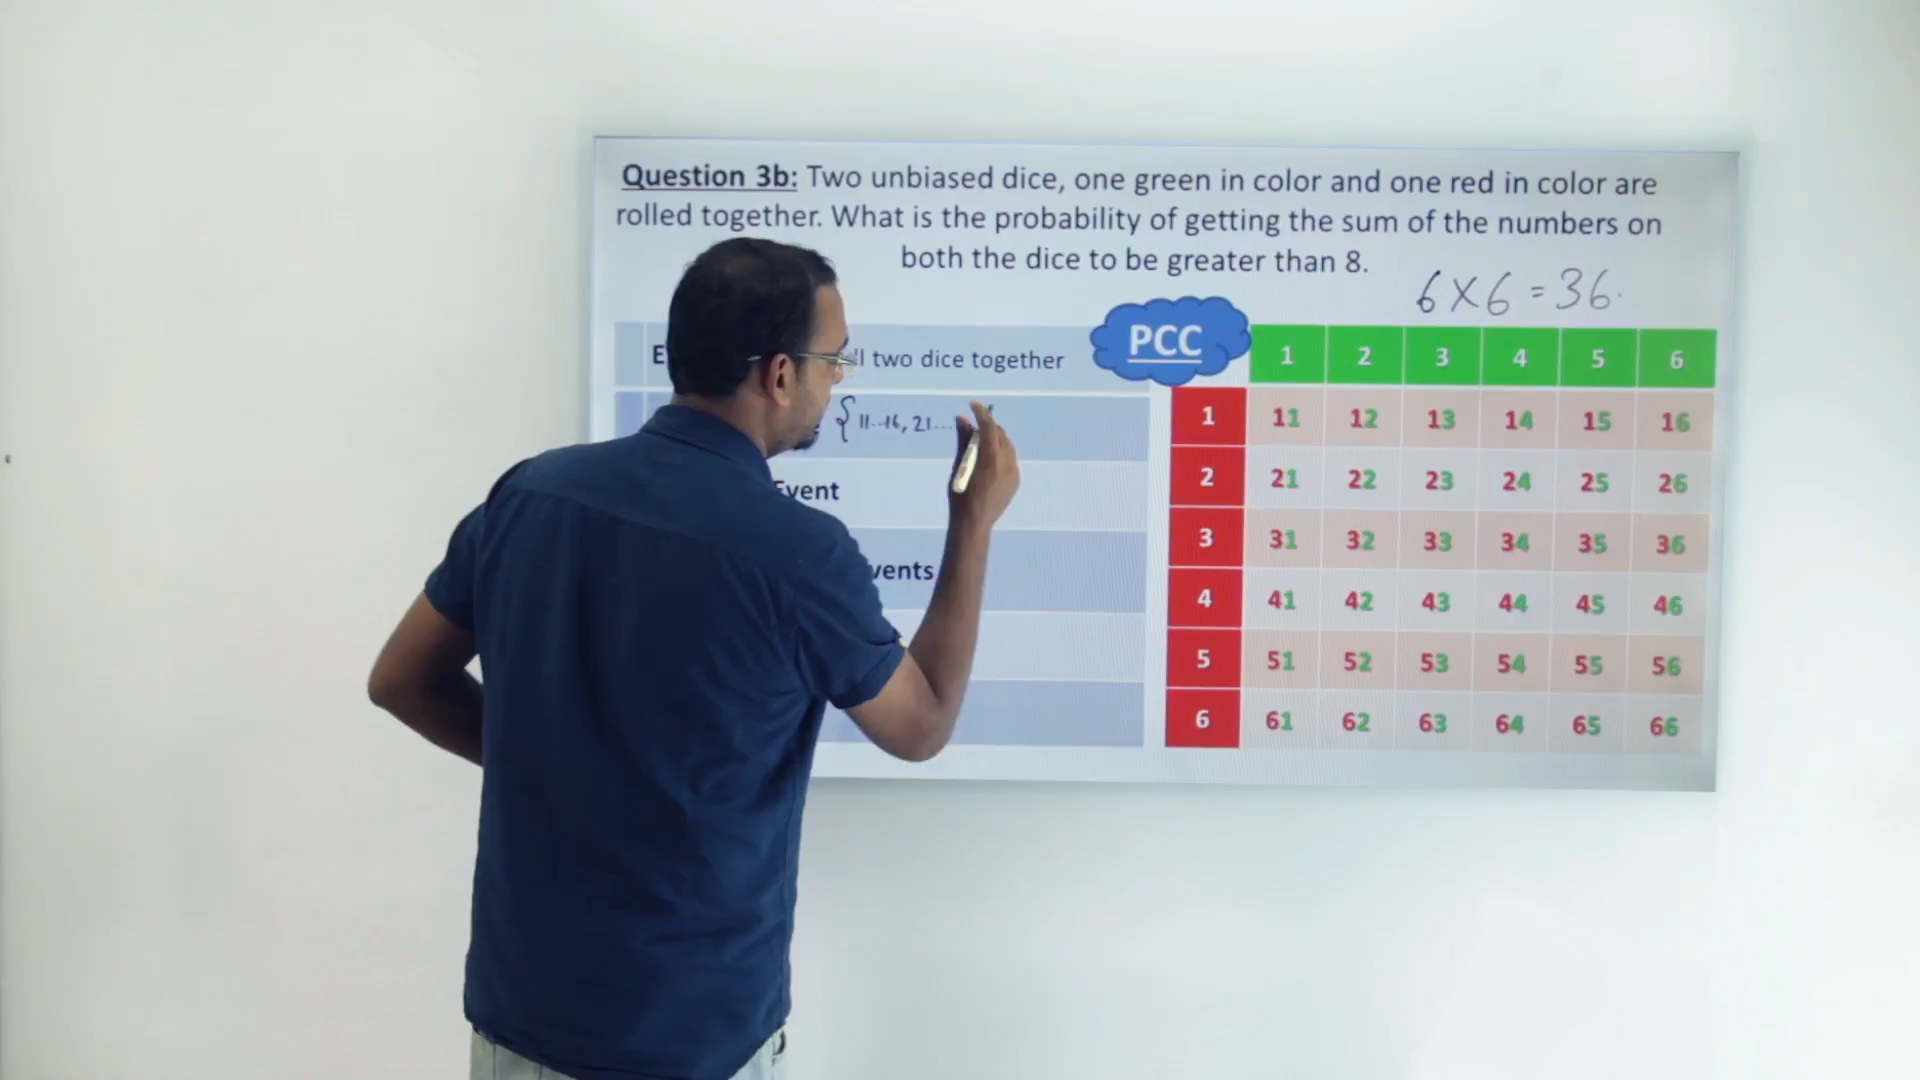 Question 3b: Two unbiased dice, one green in color and one red in color are
rolled together. What is the probability of getting the sum of the numbers on
both the dice to be greater than 8.
6 X 6 = 36.
two dice together
PCC
1 2 3 4 5 6
{11..16, 21....
1 11 12 13 14 15 16
Event
2 21 22 23 24 25 26
3 31 32 33 34 35 36
vents
4 41 42 43 44 45 46
5 51 52 53 54 55 56
6 61 62 63 64 65 66